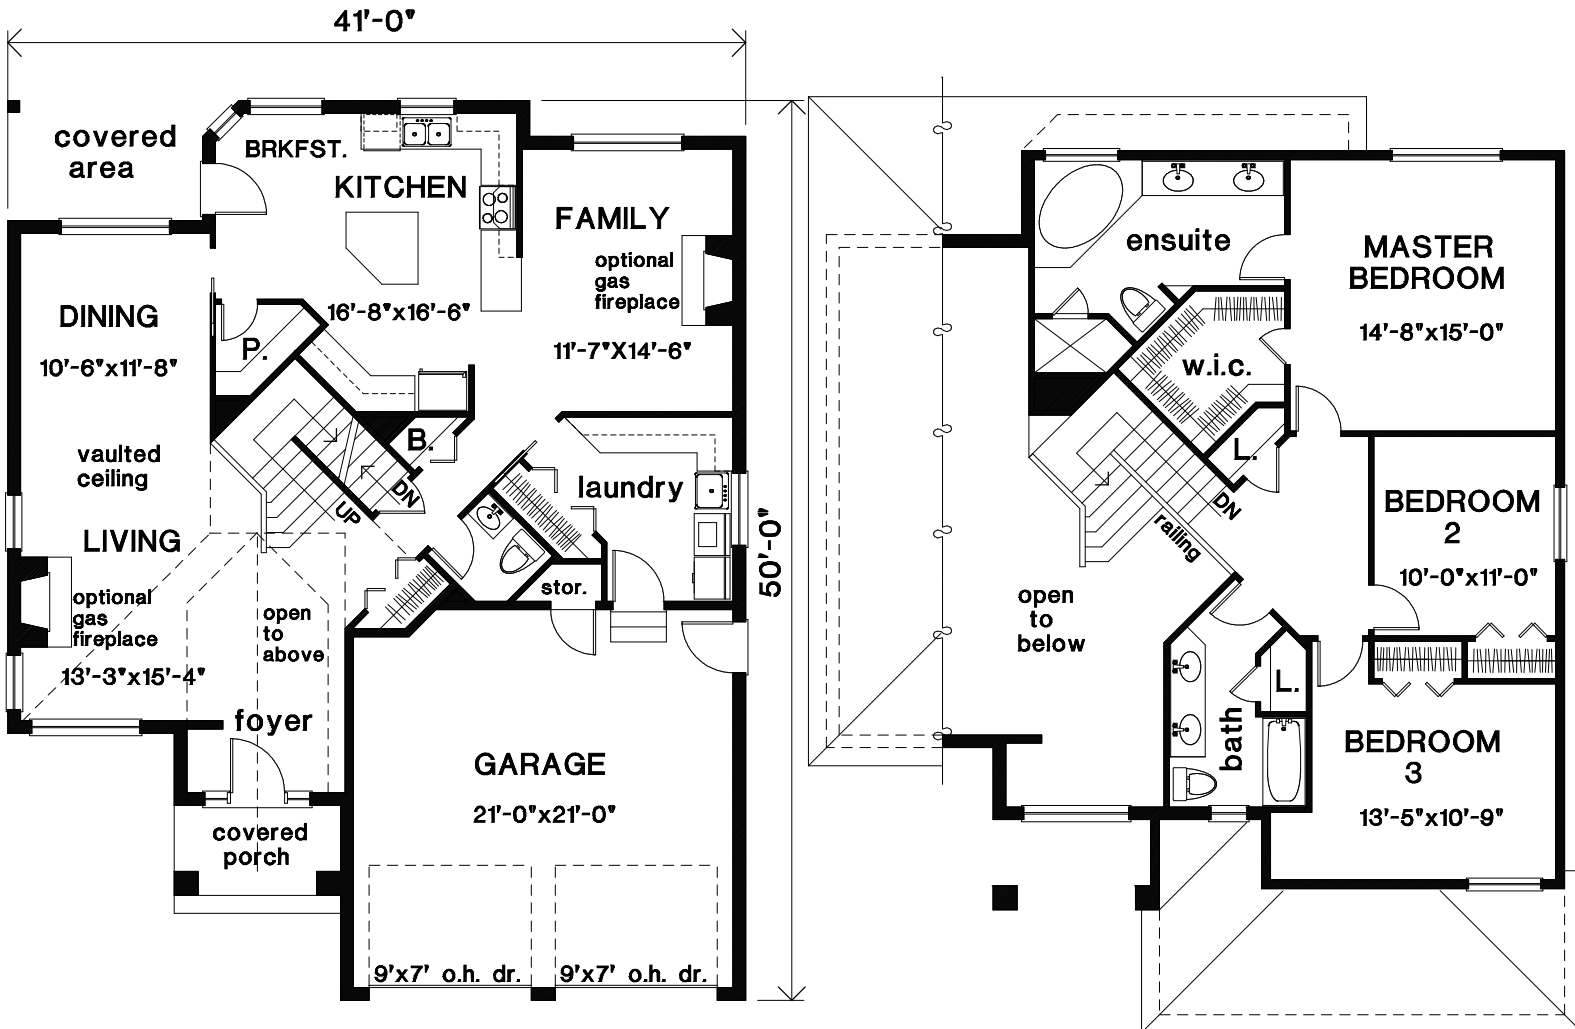 41'-0"
covered
area
BRKFST.
KITCHEN
16'-8"x16'-6"
FAMILY
optional
gas
fireplace
11'-7"X14'-6"
DINING
10'-6"x11'-8"
P.
B.
vaulted
ceiling
LIVING
optional
gas
fireplace
13'-3"x15'-4"
UP
DN
laundry
stor.
open
to
above
foyer
covered
porch
GARAGE
21'-0"x21'-0"
9'x7' o.h. dr.
9'x7' o.h. dr.
50'-0"
ensuite
MASTER
BEDROOM
14'-8"x15'-0"
w.i.c.
L.
DN
railing
BEDROOM
2
10'-0"x11'-0"
open
to
below
L.
bath
BEDROOM
3
13'-5"x10'-9"